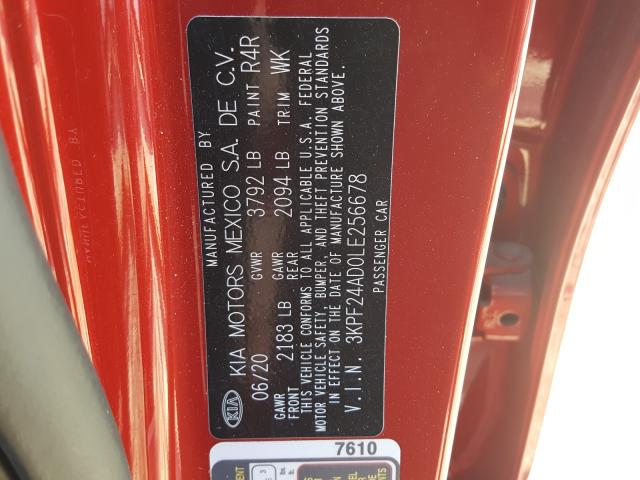 MANUFACTURED BY
KIA KIA MOTORS MEXICO S.A. DE C.V.
06/20 GVWR 3792 LB PAINT R4R
GAWR FRONT 2183 LB GAWR REAR 2094 LB TRIM WK
THIS VEHICLE CONFORMS TO ALL APPLICABLE U.S.A. FEDERAL
MOTOR VEHICLE SAFETY, BUMPER, AND THEFT PREVENTION STANDARDS
IN EFFECT ON THE DATE OF MANUFACTURE SHOWN ABOVE.
V.I.N. 3KPF24AD0LE256678
PASSENGER CAR
7610